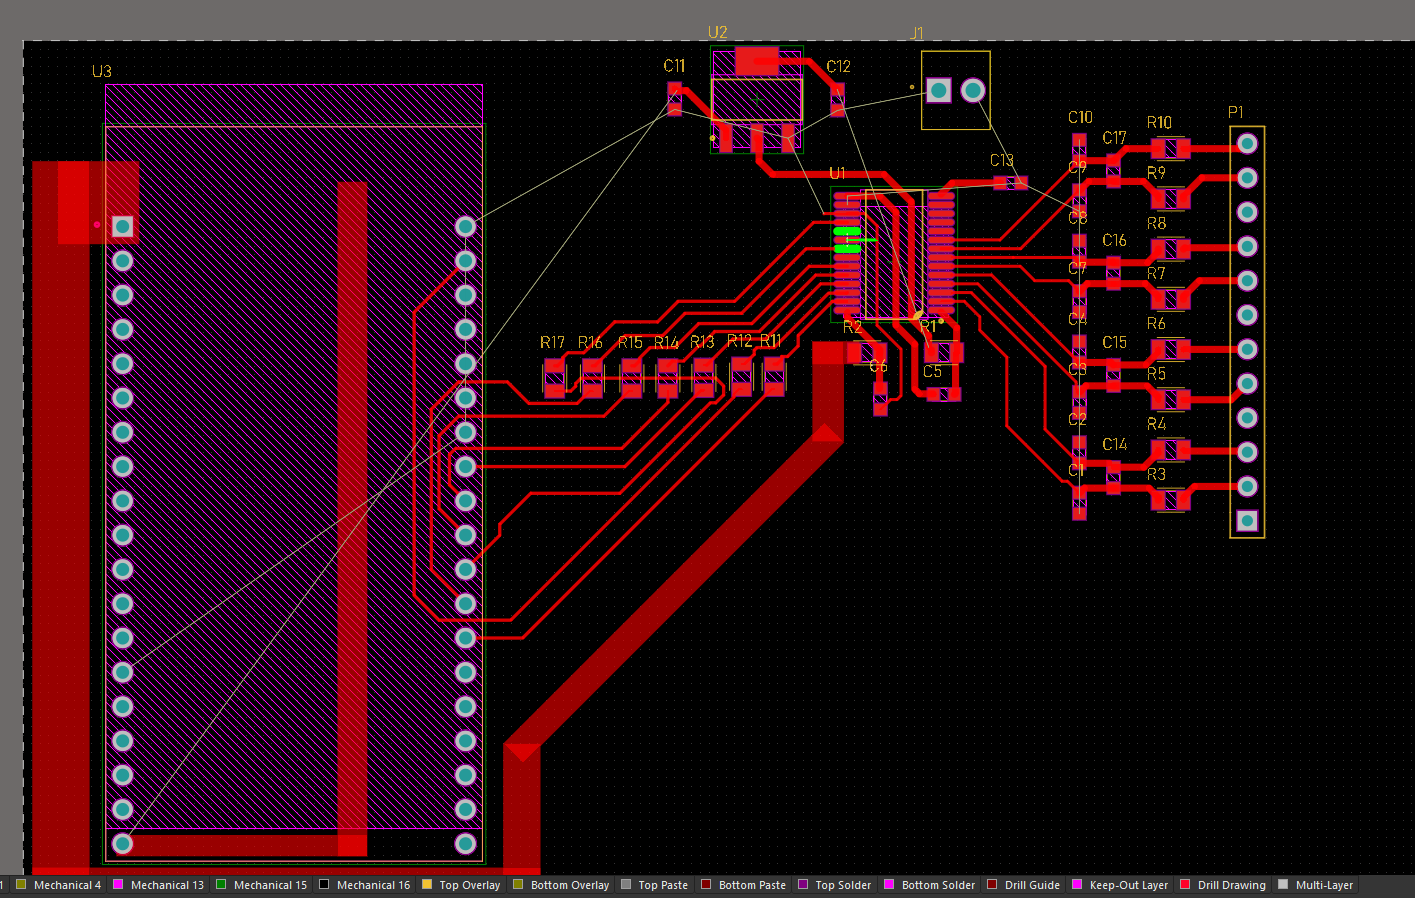 U2
J1
U3
C11
C12
C10
C17
R10
P1
C13
U1
C9
R9
C8
R8
C16
C7
R7
C4
R6
R2
R1
R17
R16
R15
R14
R13
R12
R11
C15
C6
C5
C3
R5
C2
R4
C14
C1
R3
1
Mechanical 4
Mechanical 13
Mechanical 15
Mechanical 16
Top Overlay
Bottom Overlay
Top Paste
Bottom Paste
Top Solder
Bottom Solder
Drill Guide
Keep-Out Layer
Drill Drawing
Multi-Layer